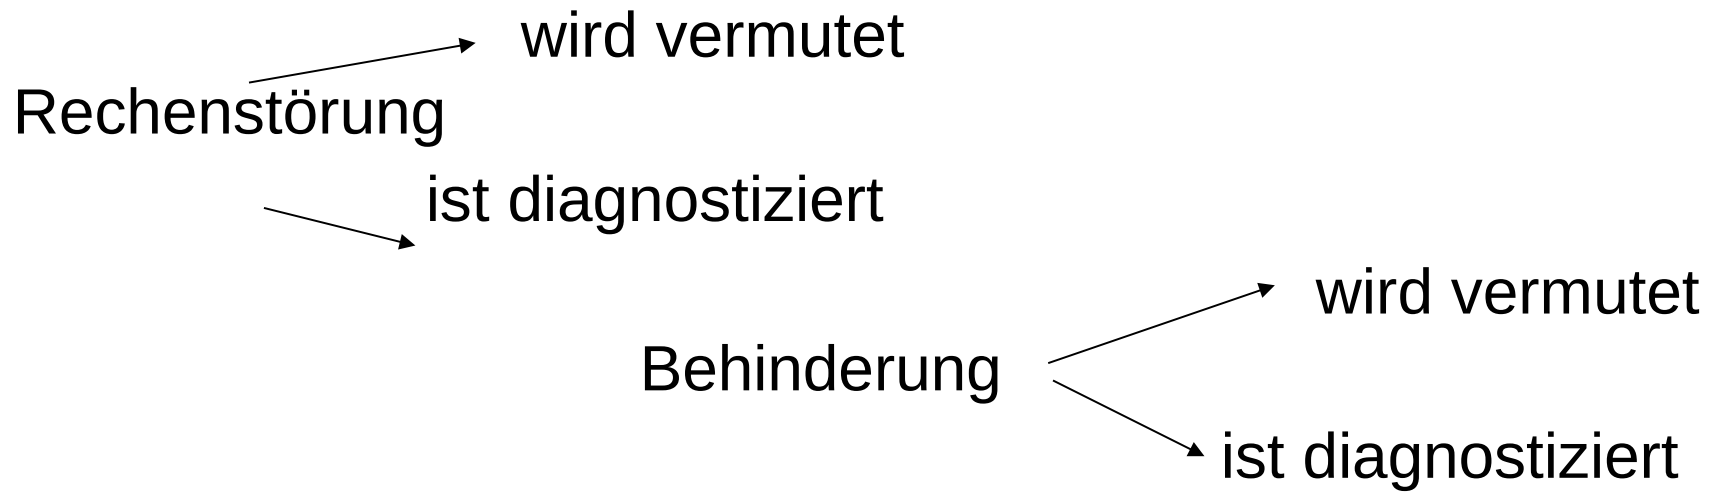 wird vermutet
Rechenstörung
ist diagnostiziert
wird vermutet
Behinderung
ist diagnostiziert